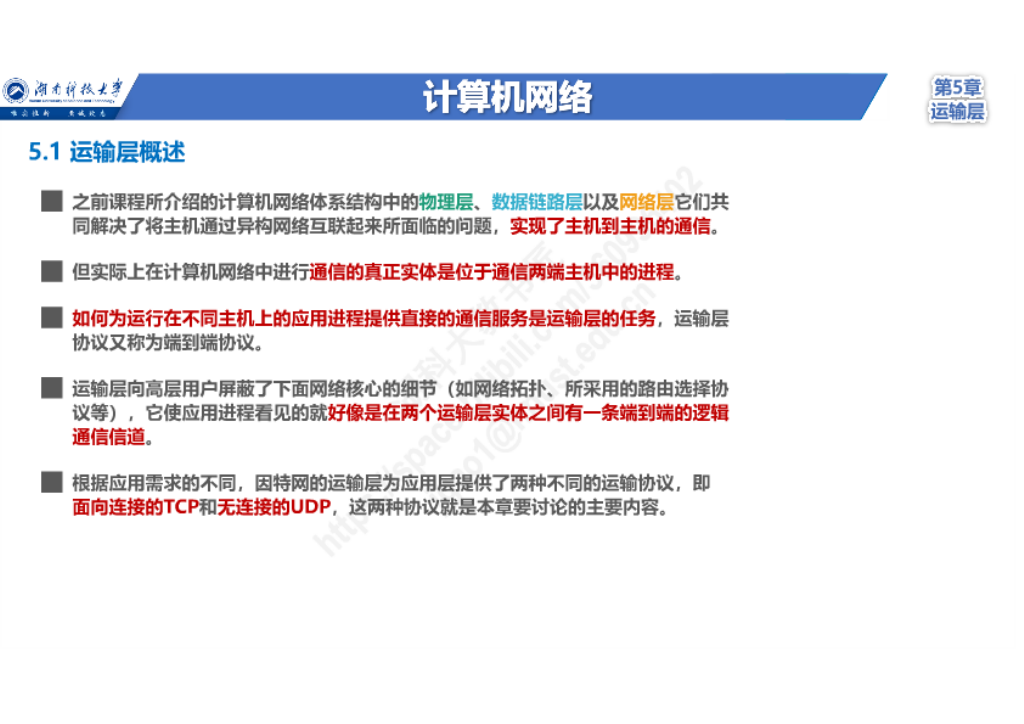 湖南科技大学
计算机网络
第5章
运输层
5.1 运输层概述
之前课程所介绍的计算机网络体系结构中的物理层、数据链路层以及网络层它们共
同解决了将主机通过异构网络互联起来所面临的问题，实现了主机到主机的通信。
但实际上在计算机网络中进行通信的真正实体是位于通信两端主机中的进程。
如何为运行在不同主机上的应用进程提供直接的通信服务是运输层的任务，运输层
协议又称为端到端协议。
运输层向高层用户屏蔽了下面网络核心的细节（如网络拓扑、所采用的路由选择协
议等），它使应用进程看见的就好像是在两个运输层实体之间有一条端到端的逻辑
通信信道。
根据应用需求的不同，因特网的运输层为应用层提供了两种不同的运输协议，即
面向连接的TCP和无连接的UDP，这两种协议就是本章要讨论的主要内容。